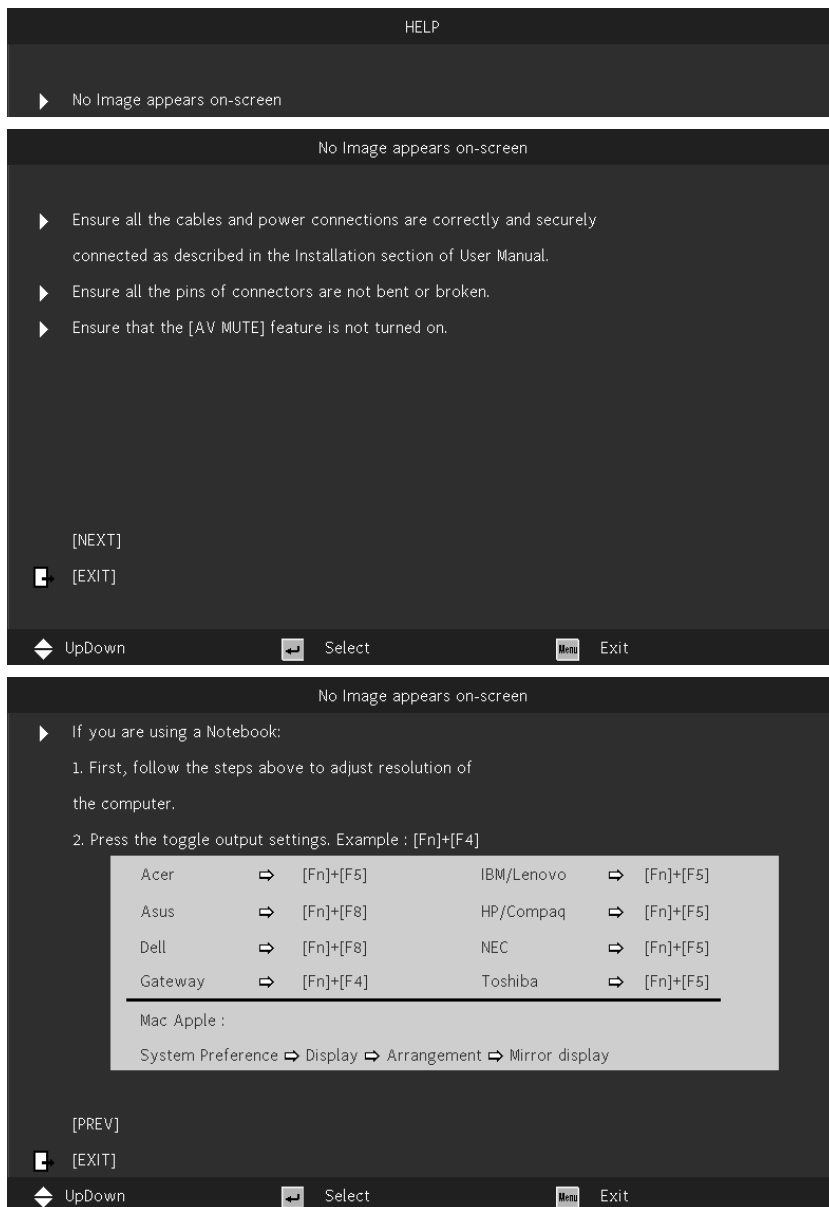 HELP
No Image appears on-screen
No Image appears on-screen
Ensure all the cables and power connections are correctly and securely
connected as described in the Installation section of User Manual.
Ensure all the pins of connectors are not bent or broken.
Ensure that the [AV MUTE] feature is not turned on.
[NEXT]
[EXIT]
UpDown Select Menu Exit
No Image appears on-screen
If you are using a Notebook:
1. First, follow the steps above to adjust resolution of
the computer.
2. Press the toggle output settings. Example : [Fn]+[F4]
Acer ⇨ [Fn]+[F5] IBM/Lenovo ⇨ [Fn]+[F5]
Asus ⇨ [Fn]+[F8] HP/Compaq ⇨ [Fn]+[F5]
Dell ⇨ [Fn]+[F8] NEC ⇨ [Fn]+[F5]
Gateway ⇨ [Fn]+[F4] Toshiba ⇨ [Fn]+[F5]
Mac Apple :
System Preference ⇨ Display ⇨ Arrangement ⇨ Mirror display
[PREV]
[EXIT]
UpDown Select Menu Exit